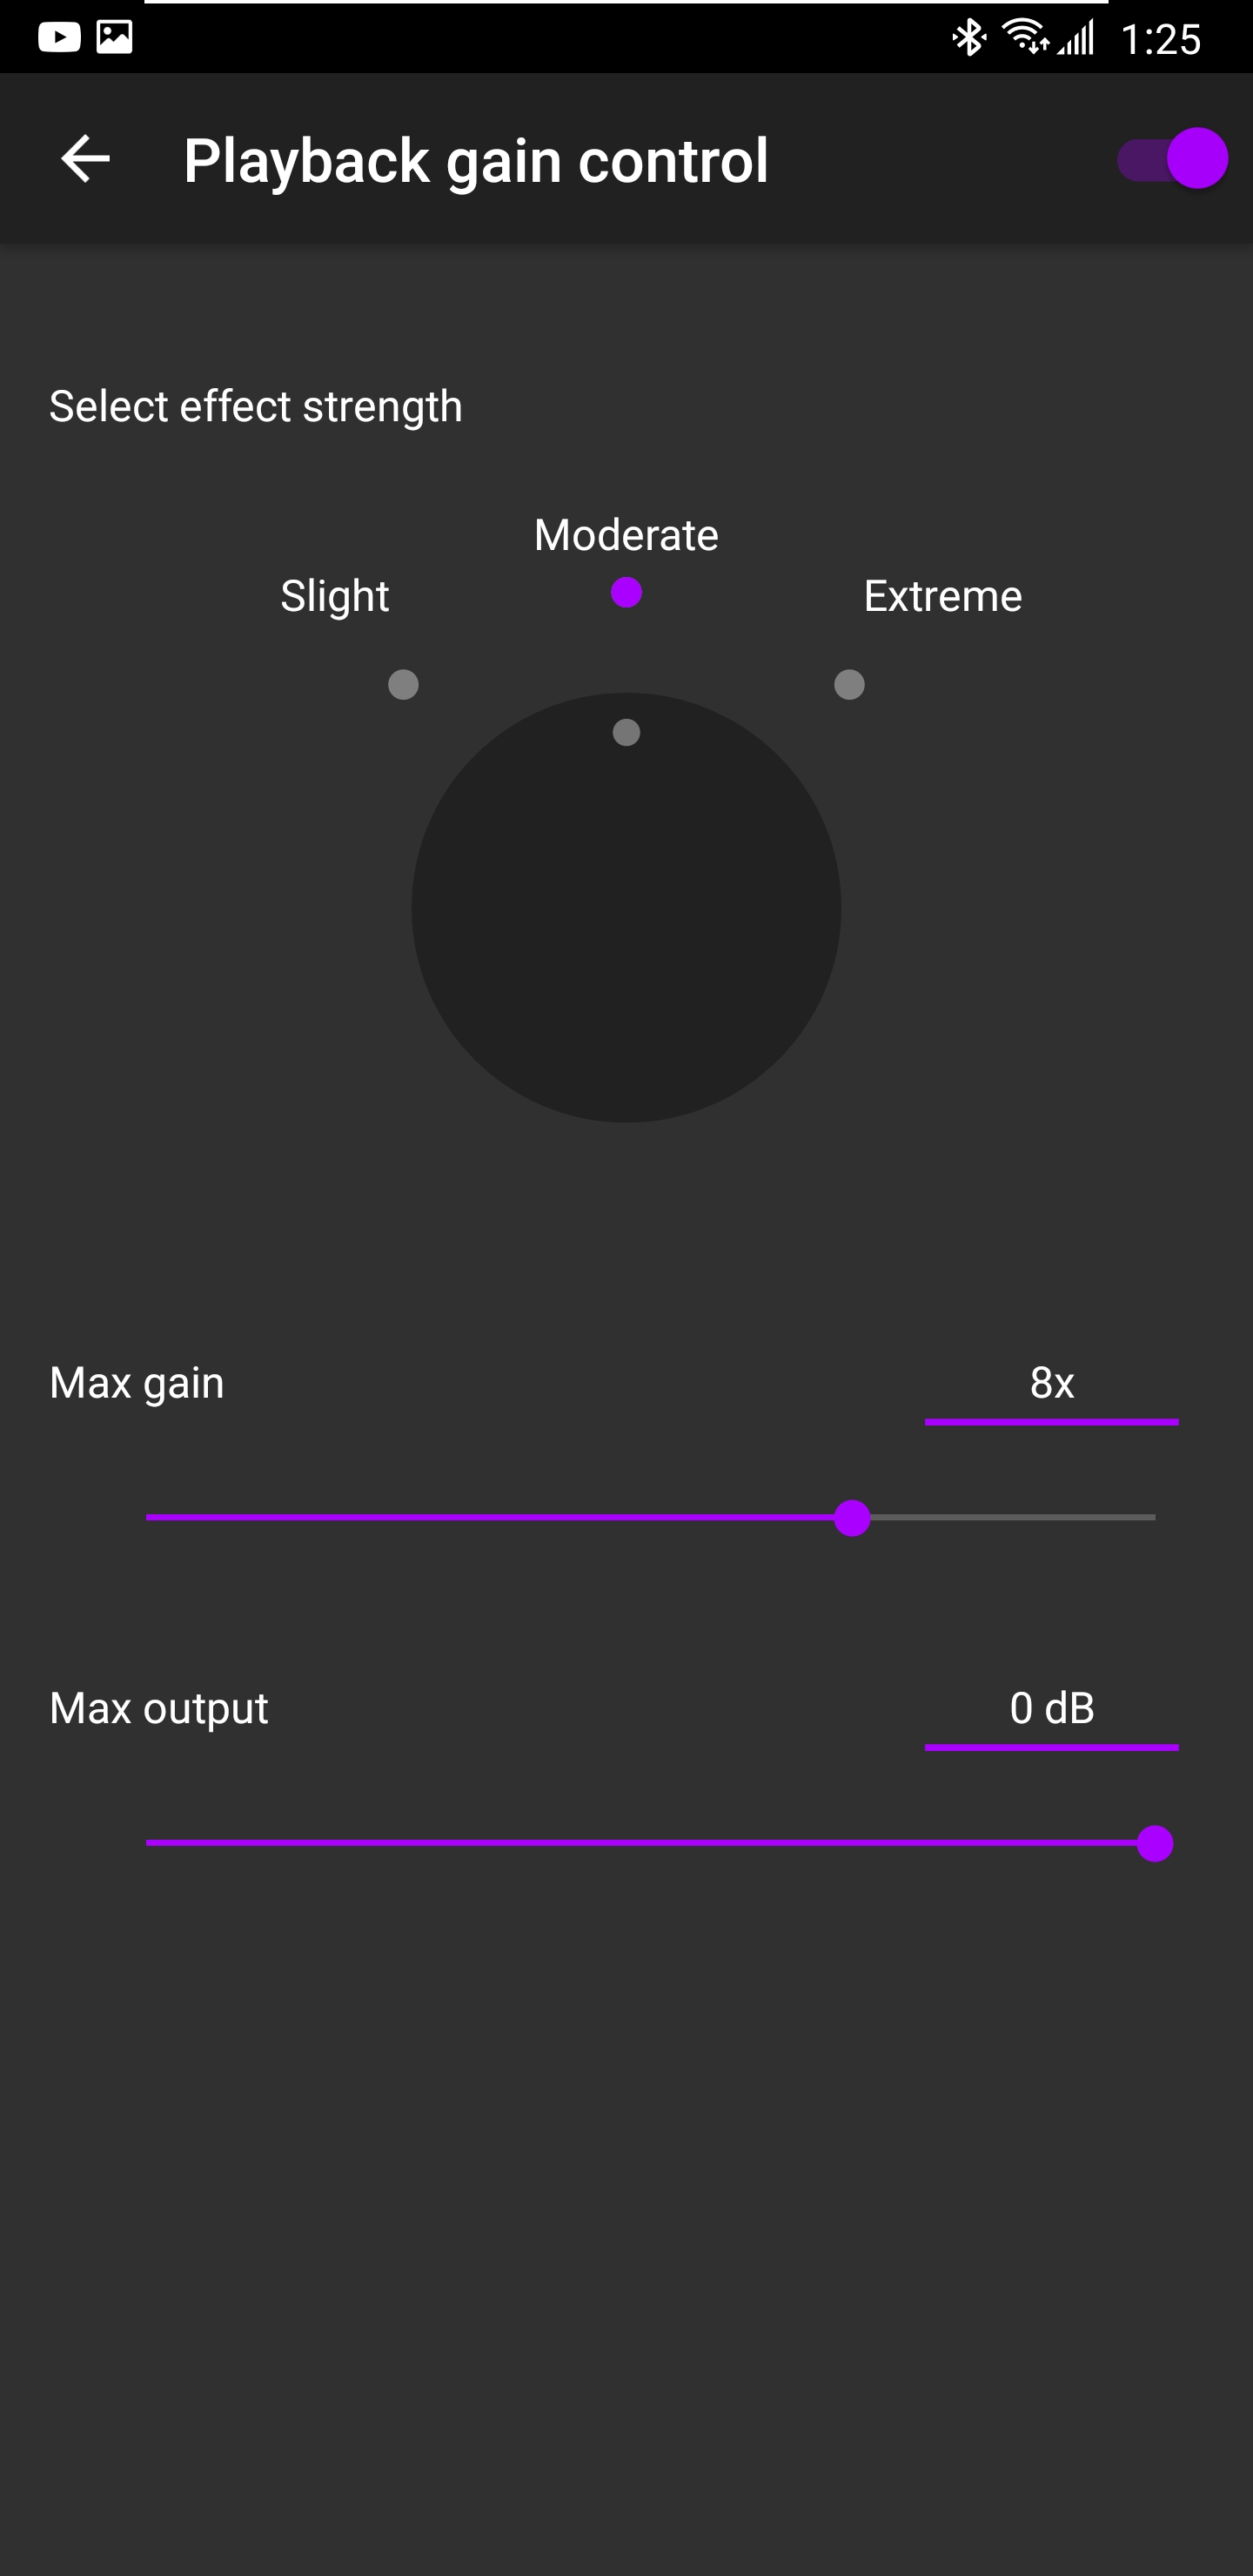 1:25
Playback gain control
Select effect strength
Moderate
Slight
Extreme
Max gain
8x
Max output
0 dB